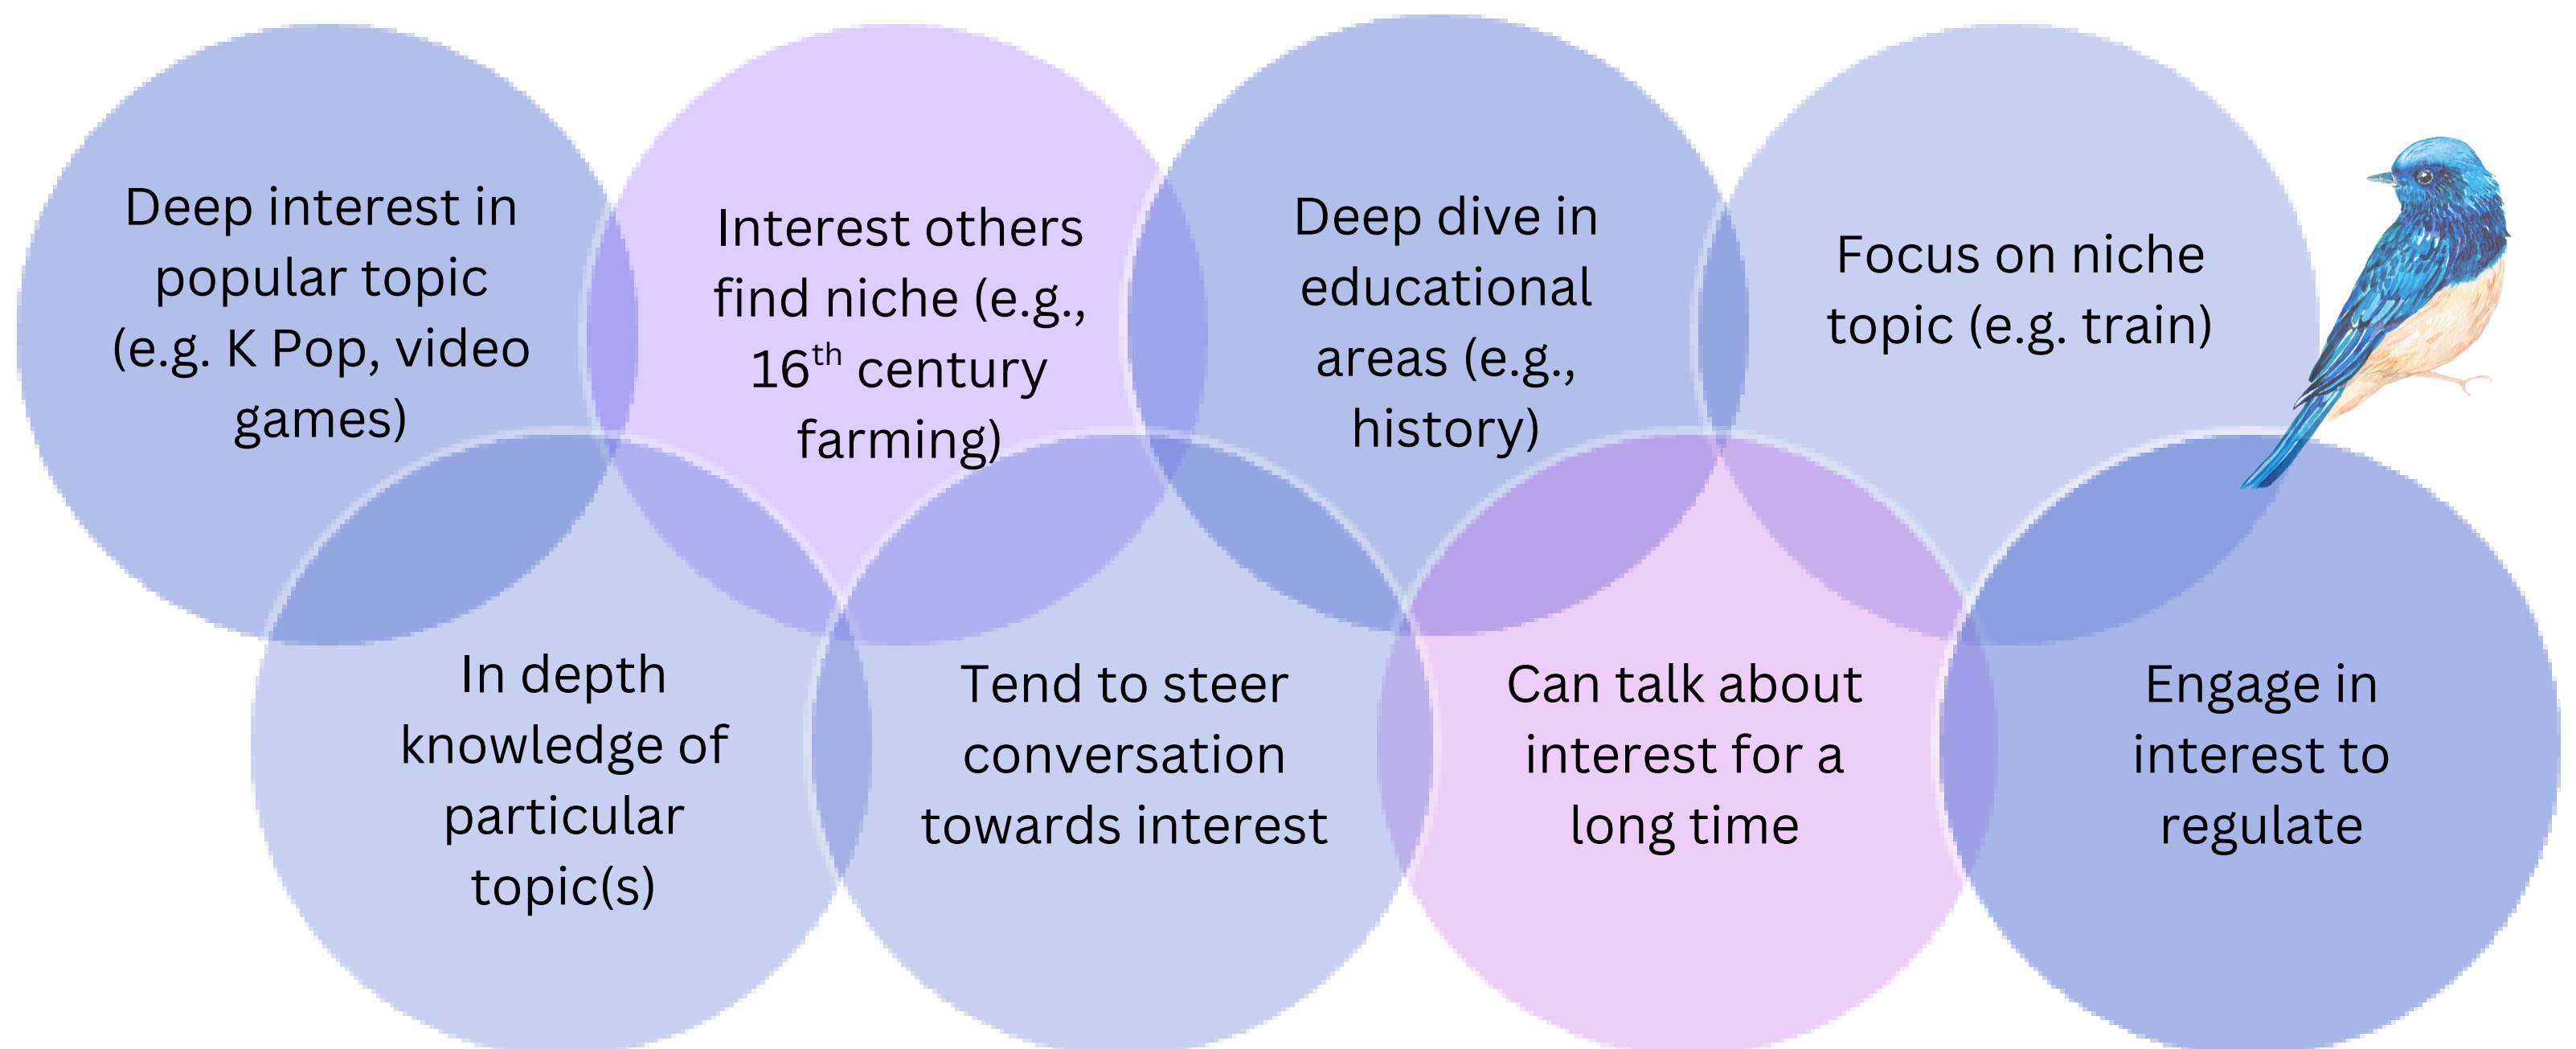 Deep interest in
popular topic
(e.g. K Pop, video
games)
Interest others
find niche (e.g.,
16th century
farming)
Deep dive in
educational
areas (e.g.,
history)
Focus on niche
topic (e.g. train)
In depth
knowledge of
particular
topic(s)
Tend to steer
conversation
towards interest
Can talk about
interest for a
long time
Engage in
interest to
regulate